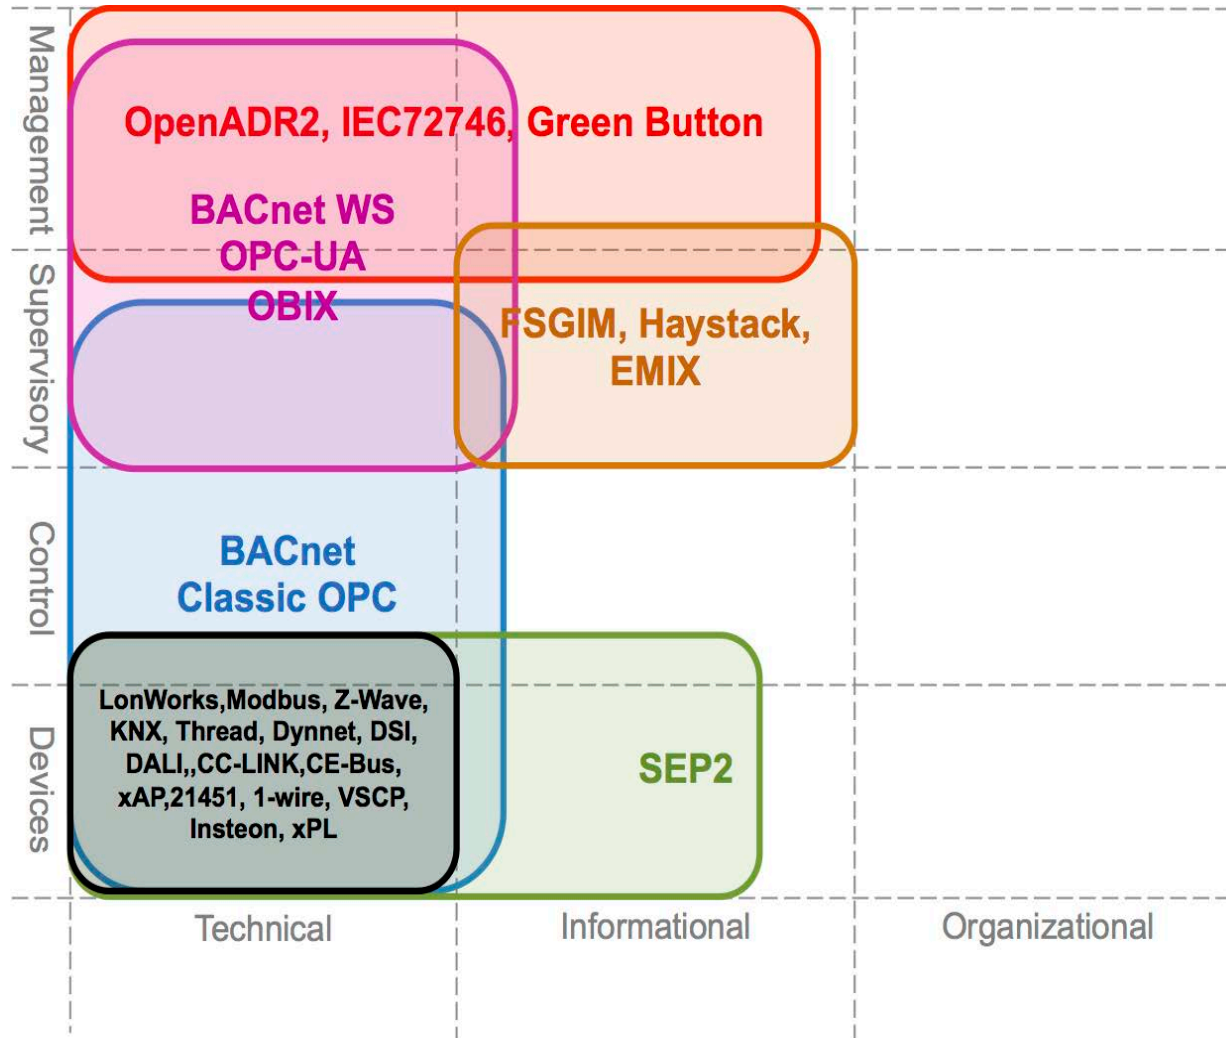 Management
OpenADR2, IEC72746, Green Button
BACnet WS
OPC-UA
OBIX
Supervisory
FSGIM, Haystack,
EMIX
Control
BACnet
Classic OPC
Devices
LonWorks,Modbus, Z-Wave,
KNX, Thread, Dynnet, DSI,
DALI,,CC-LINK,CE-Bus,
xAP,21451, 1-wire, VSCP,
Insteon, xPL
SEP2
Technical
Informational
Organizational